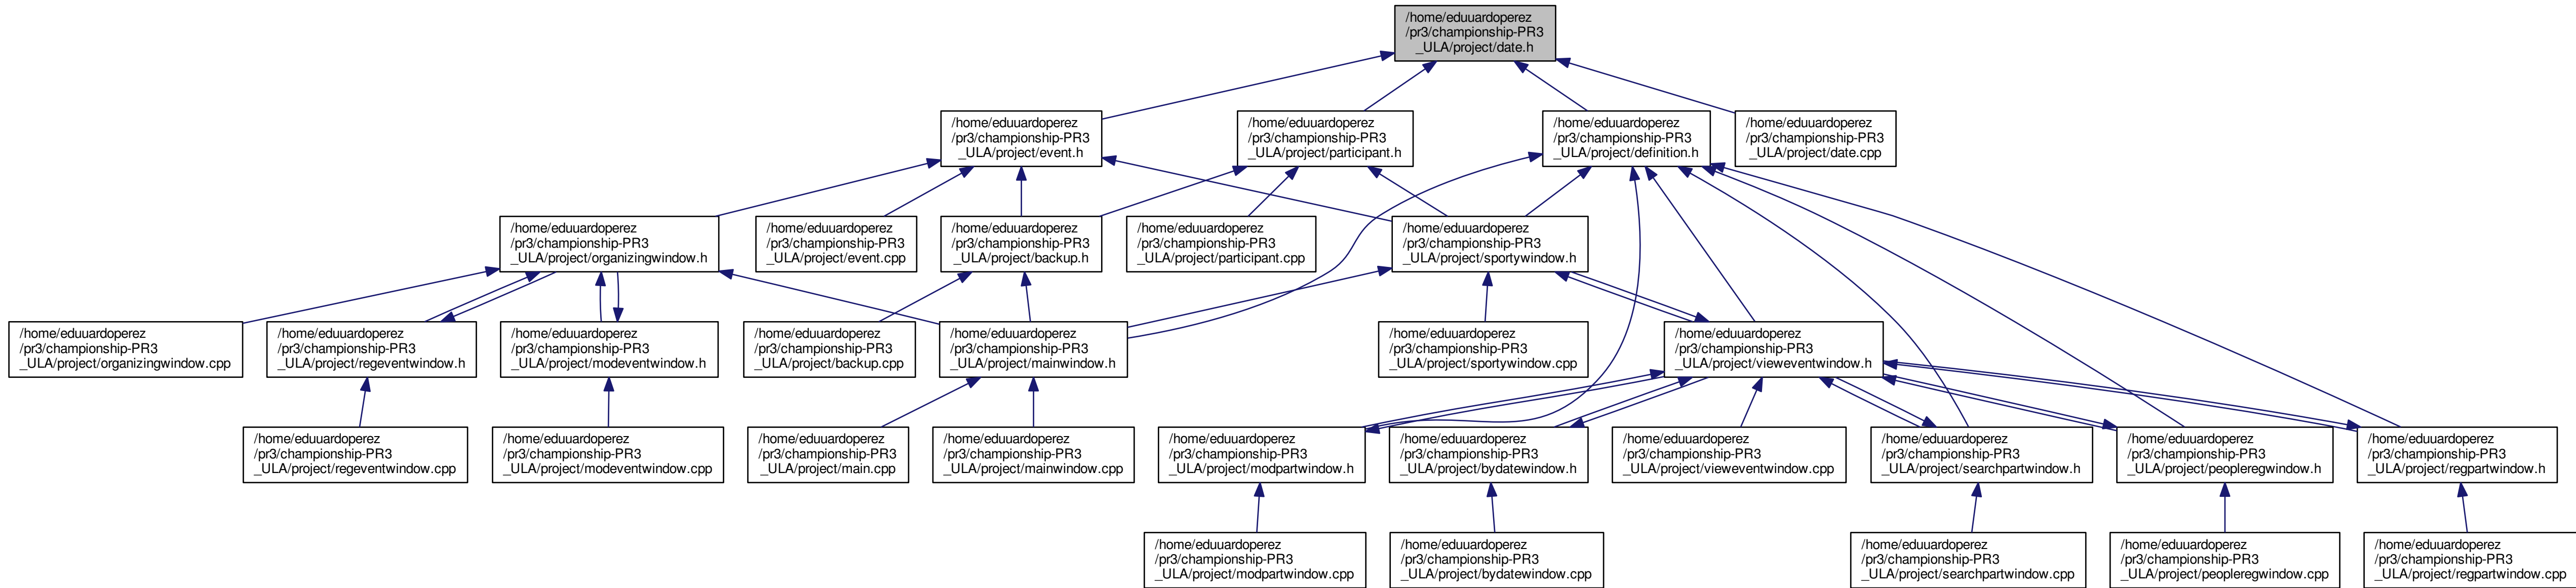 /home/eduuardoperez
/pr3/championship-PR3
_ULA/project/date.h
/home/eduuardoperez
/pr3/championship-PR3
_ULA/project/event.h
/home/eduuardoperez
/pr3/championship-PR3
_ULA/project/participant.h
/home/eduuardoperez
/pr3/championship-PR3
_ULA/project/definition.h
/home/eduuardoperez
/pr3/championship-PR3
_ULA/project/date.cpp
/home/eduuardoperez
/pr3/championship-PR3
_ULA/project/organizingwindow.h
/home/eduuardoperez
/pr3/championship-PR3
_ULA/project/event.cpp
/home/eduuardoperez
/pr3/championship-PR3
_ULA/project/backup.h
/home/eduuardoperez
/pr3/championship-PR3
_ULA/project/participant.cpp
/home/eduuardoperez
/pr3/championship-PR3
_ULA/project/sportywindow.h
/home/eduuardoperez
/pr3/championship-PR3
_ULA/project/organizingwindow.cpp
/home/eduuardoperez
/pr3/championship-PR3
_ULA/project/regeventwindow.h
/home/eduuardoperez
/pr3/championship-PR3
_ULA/project/modeventwindow.h
/home/eduuardoperez
/pr3/championship-PR3
_ULA/project/backup.cpp
/home/eduuardoperez
/pr3/championship-PR3
_ULA/project/mainwindow.h
/home/eduuardoperez
/pr3/championship-PR3
_ULA/project/sportywindow.cpp
/home/eduuardoperez
/pr3/championship-PR3
_ULA/project/vieweventwindow.h
/home/eduuardoperez
/pr3/championship-PR3
_ULA/project/regeventwindow.cpp
/home/eduuardoperez
/pr3/championship-PR3
_ULA/project/modeventwindow.cpp
/home/eduuardoperez
/pr3/championship-PR3
_ULA/project/main.cpp
/home/eduuardoperez
/pr3/championship-PR3
_ULA/project/mainwindow.cpp
/home/eduuardoperez
/pr3/championship-PR3
_ULA/project/modpartwindow.h
/home/eduuardoperez
/pr3/championship-PR3
_ULA/project/bydatewindow.h
/home/eduuardoperez
/pr3/championship-PR3
_ULA/project/vieweventwindow.cpp
/home/eduuardoperez
/pr3/championship-PR3
_ULA/project/searchpartwindow.h
/home/eduuardoperez
/pr3/championship-PR3
_ULA/project/peopleregwindow.h
/home/eduuardoperez
/pr3/championship-PR3
_ULA/project/regpartwindow.h
/home/eduuardoperez
/pr3/championship-PR3
_ULA/project/modpartwindow.cpp
/home/eduuardoperez
/pr3/championship-PR3
_ULA/project/bydatewindow.cpp
/home/eduuardoperez
/pr3/championship-PR3
_ULA/project/searchpartwindow.cpp
/home/eduuardoperez
/pr3/championship-PR3
_ULA/project/peopleregwindow.cpp
/home/eduuardoperez
/pr3/championship-PR3
_ULA/project/regpartwindow.cpp